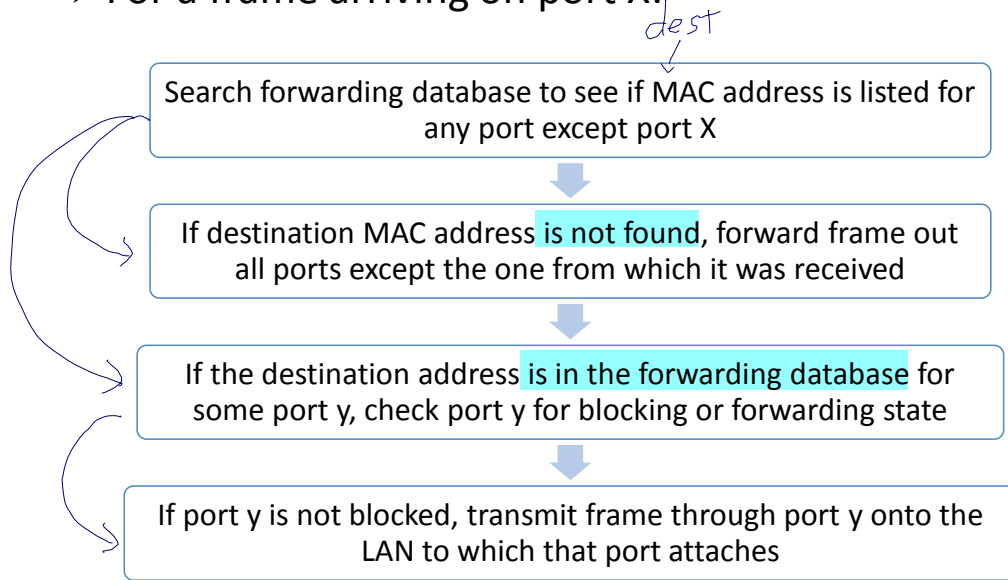 For a frame arriving on port X:
dest
Search forwarding database to see if MAC address is listed for
any port except port X
If destination MAC address is not found, forward frame out
all ports except the one from which it was received
If the destination address is in the forwarding database for
some port y, check port y for blocking or forwarding state
If port y is not blocked, transmit frame through port y onto the
LAN to which that port attaches